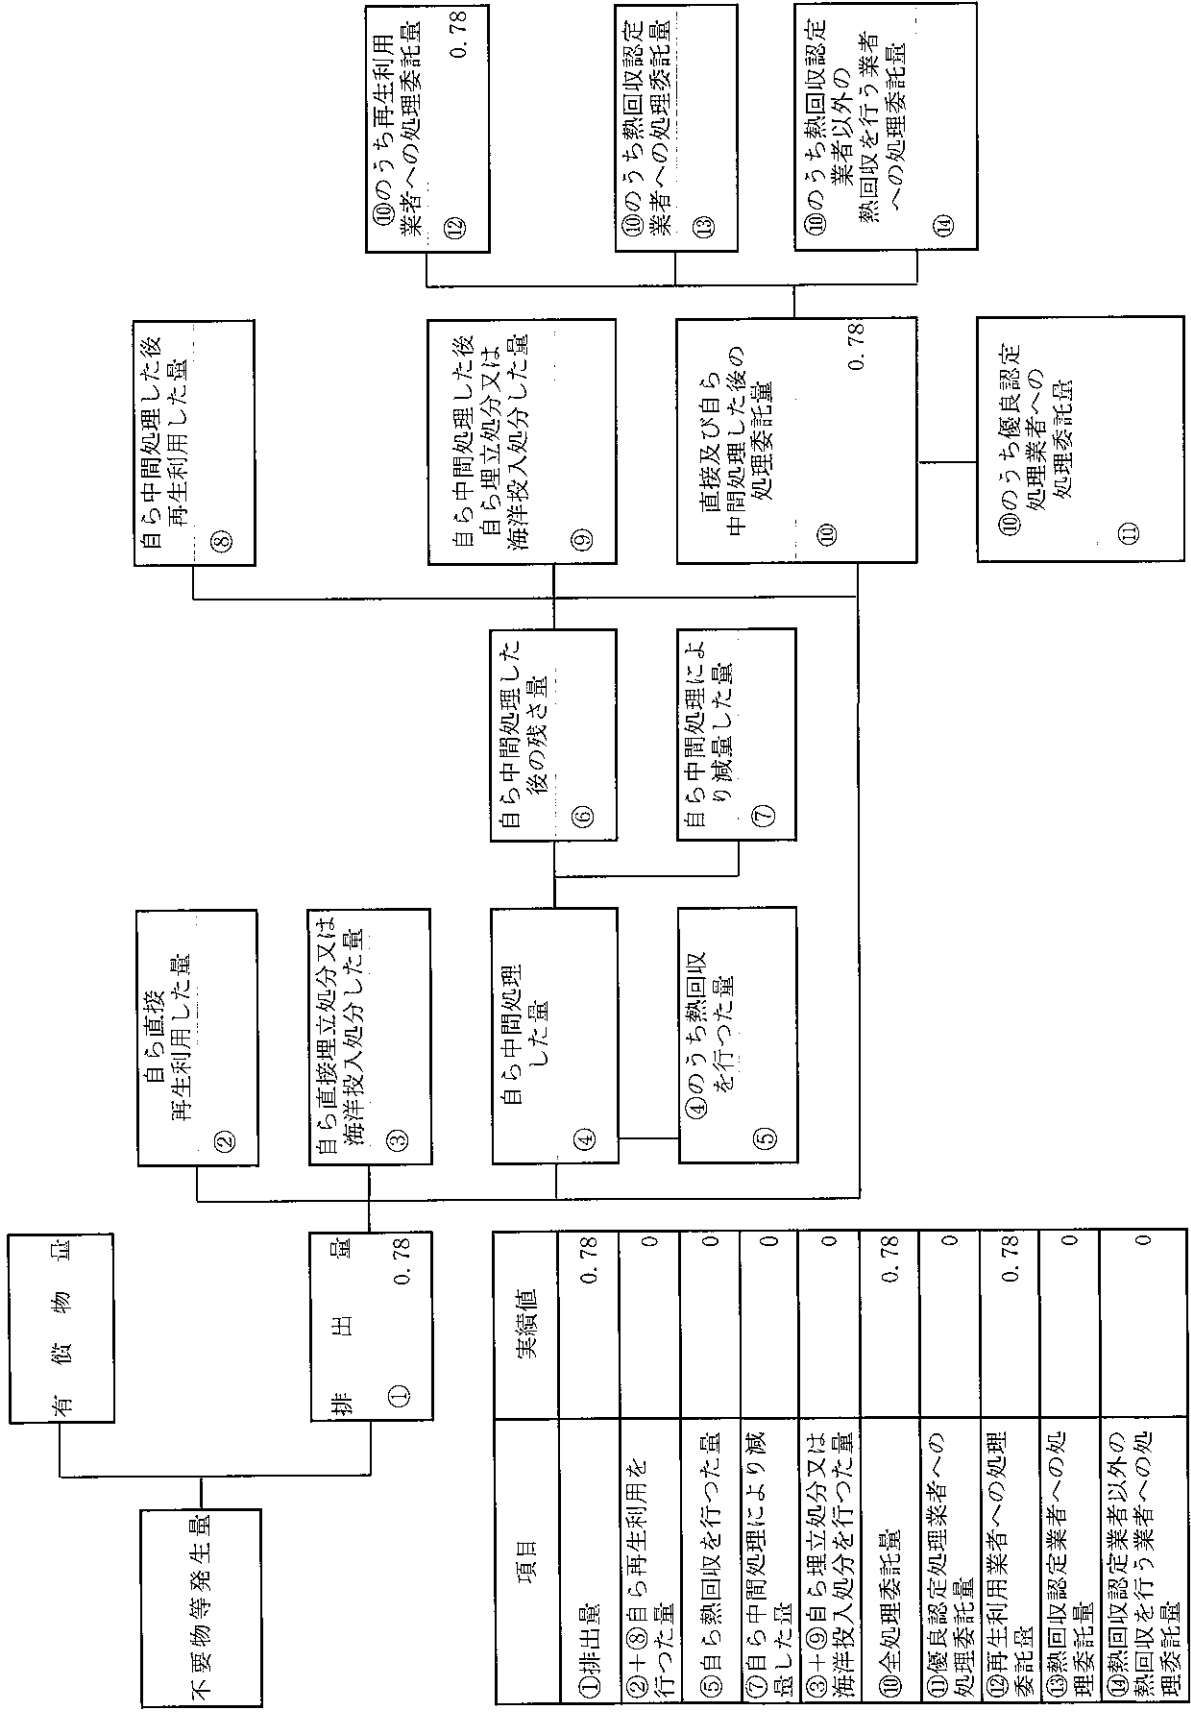 不要物等発生量
有償物量
排出量
① 0.78
自ら直接
再生利用した量
②
自ら直接埋立処分又は
海洋投入処分した量
③
自ら中間処理
した量
④
④のうち熱回収
を行つた量
⑤
自ら中間処理した
後の残さ量
⑥
自ら中間処理によ
り減量した量
⑦
自ら中間処理した後
再生利用した量
⑧
自ら中間処理した後
自ら埋立処分又は
海洋投入処分した量
⑨
直接及び自ら
中間処理した後の
処理委託量
⑩ 0.78
⑩のうち優良認定
処理業者への
処理委託量
⑪
⑩のうち再生利用
業者への処理委託量
⑫ 0.78
⑩のうち熱回収認定
業者への処理委託量
⑬
⑩のうち熱回収認定
業者以外の
熱回収を行う業者
への処理委託量
⑭
項目 実績値
①排出量 0.78
②+⑧自ら再生利用を
行つた量 0
⑤自ら熱回収を行つた量 0
⑦自ら中間処理により減
量した量 0
③+⑨自ら埋立処分又は
海洋投入処分を行つた量 0
⑩全処理委託量 0.78
⑪優良認定処理業者への
処理委託量 0
⑫再生利用業者への処理
委託量 0.78
⑬熱回収認定業者への処
理委託量 0
⑭熱回収認定業者以外の
熱回収を行う業者への処
理委託量 0